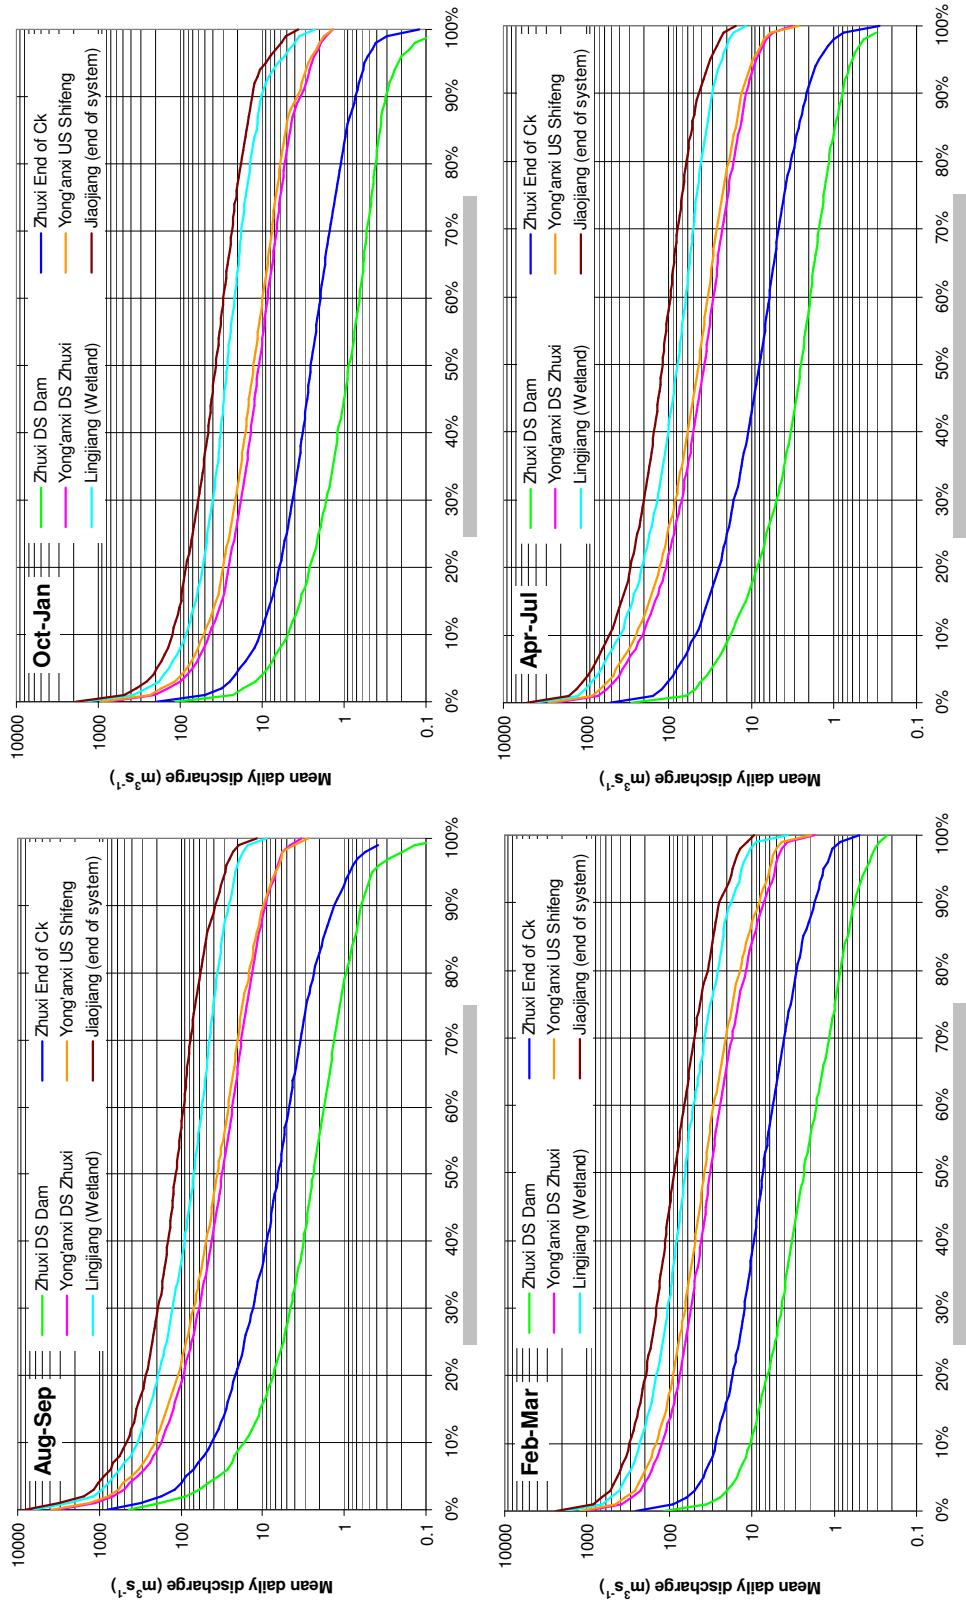 Aug-Sep
Zhuxi DS Dam
Zhuxi End of Ck
Yong'anxi DS Zhuxi
Yong'anxi US Shifeng
Lingjiang (Wetland)
Jiaojiang (end of system)
Mean daily discharge (m³s⁻¹)
10000
1000
100
10
1
0.1
0% 10% 20% 30% 40% 50% 60% 70% 80% 90% 100%
Oct-Jan
Zhuxi DS Dam
Zhuxi End of Ck
Yong'anxi DS Zhuxi
Yong'anxi US Shifeng
Lingjiang (Wetland)
Jiaojiang (end of system)
Mean daily discharge (m³s⁻¹)
10000
1000
100
10
1
0.1
0% 10% 20% 30% 40% 50% 60% 70% 80% 90% 100%
Feb-Mar
Zhuxi DS Dam
Zhuxi End of Ck
Yong'anxi DS Zhuxi
Yong'anxi US Shifeng
Lingjiang (Wetland)
Jiaojiang (end of system)
Mean daily discharge (m³s⁻¹)
10000
1000
100
10
1
0.1
0% 10% 20% 30% 40% 50% 60% 70% 80% 90% 100%
Apr-Jul
Zhuxi DS Dam
Zhuxi End of Ck
Yong'anxi DS Zhuxi
Yong'anxi US Shifeng
Lingjiang (Wetland)
Jiaojiang (end of system)
Mean daily discharge (m³s⁻¹)
10000
1000
100
10
1
0.1
0% 10% 20% 30% 40% 50% 60% 70% 80% 90% 100%